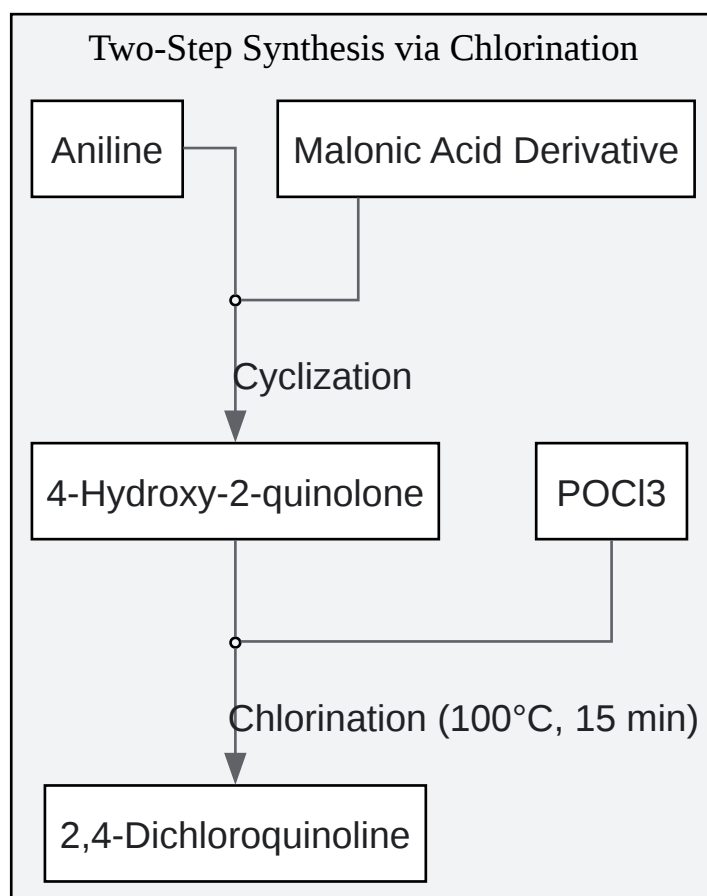 Two-Step Synthesis via Chlorination
Aniline
Malonic Acid Derivative
Cyclization
4-Hydroxy-2-quinolone
POCl3
Chlorination (100°C, 15 min)
2,4-Dichloroquinoline